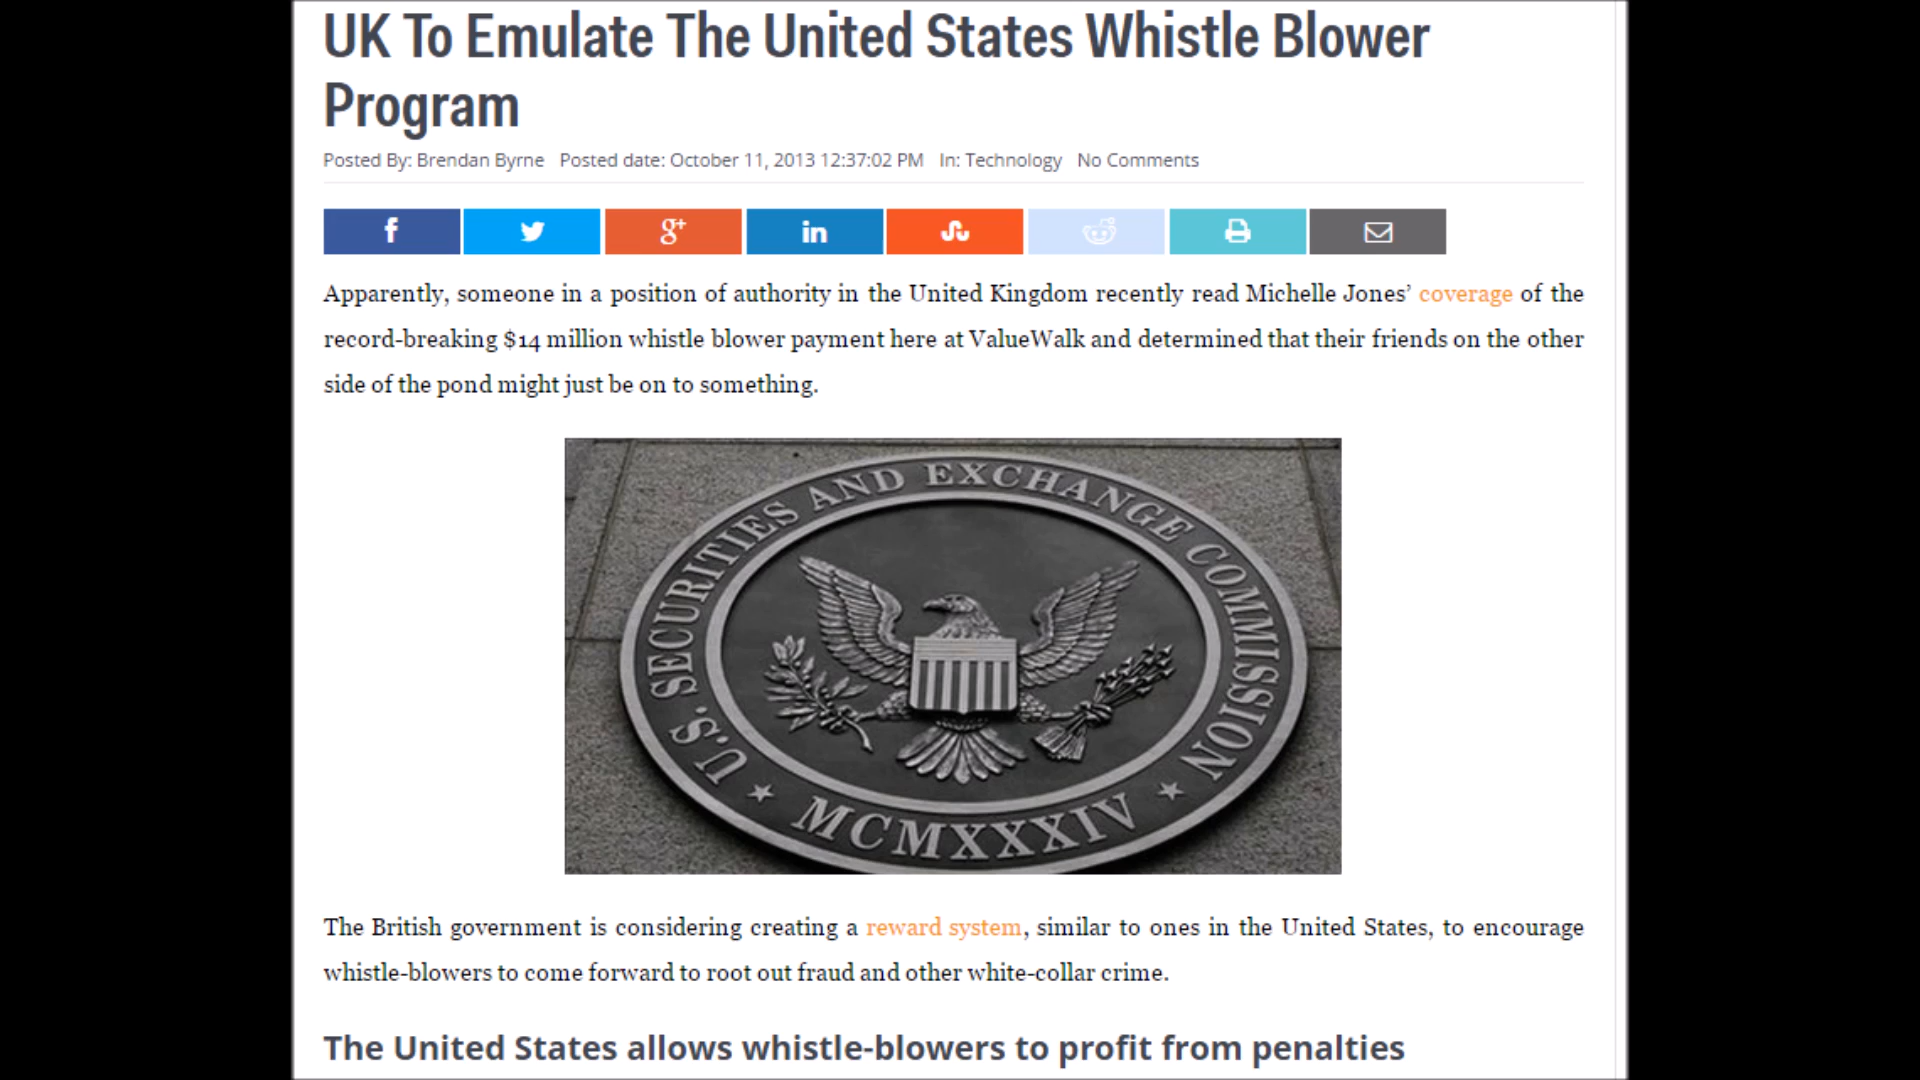 UK To Emulate The United States Whistle Blower
Program
Posted By: Brendan Byrne Posted date: October 11, 2013 12:37:02 PM In: Technology No Comments
f g+ in
Apparently, someone in a position of authority in the United Kingdom recently read Michelle Jones’ coverage of the
record-breaking $14 million whistle blower payment here at ValueWalk and determined that their friends on the other
side of the pond might just be on to something.
U.S. SECURITIES AND EXCHANGE COMMISSION
MCMXXXIV
The British government is considering creating a reward system, similar to ones in the United States, to encourage
whistle-blowers to come forward to root out fraud and other white-collar crime.
The United States allows whistle-blowers to profit from penalties